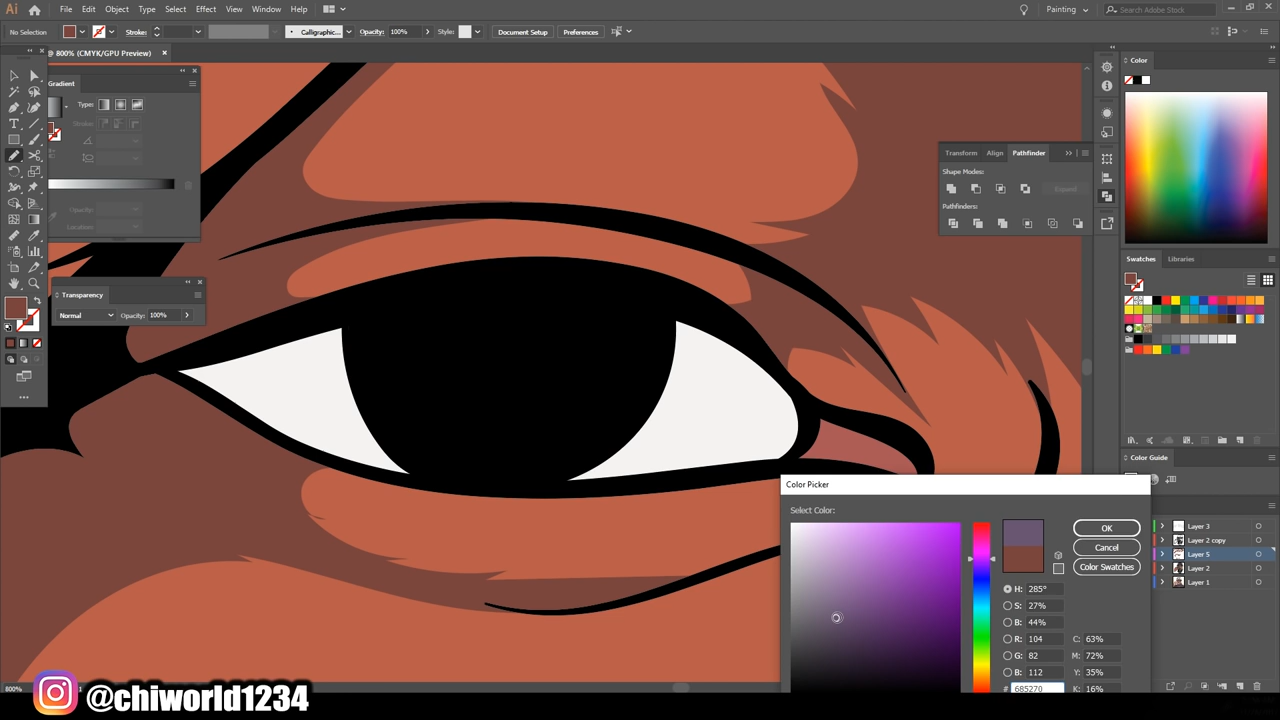 Ai File Edit Object Type Select Effect View Window Help Painting Search Adobe Stock
No Selection Stroke: Calligraphic... Opacity: 100% Style: Document Setup Preferences
@ 800% (CMYK/GPU Preview) ×
Gradient
Type:
Stroke:
Opacity:
Location:
Transparency
Normal Opacity: 100%
Transform Align Pathfinder
Shape Modes:
Expand
Pathfinders:
Color
Swatches Libraries
Color Guide
Layer 3
Layer 2 copy
Layer 5
Layer 2
Layer 1
Color Picker
Select Color:
OK
Cancel
Color Swatches
H: 285°
S: 27%
B: 44%
R: 104 C: 63%
G: 82 M: 72%
B: 112 Y: 35%
# 685270 K: 16%
800%
@chiworld1234